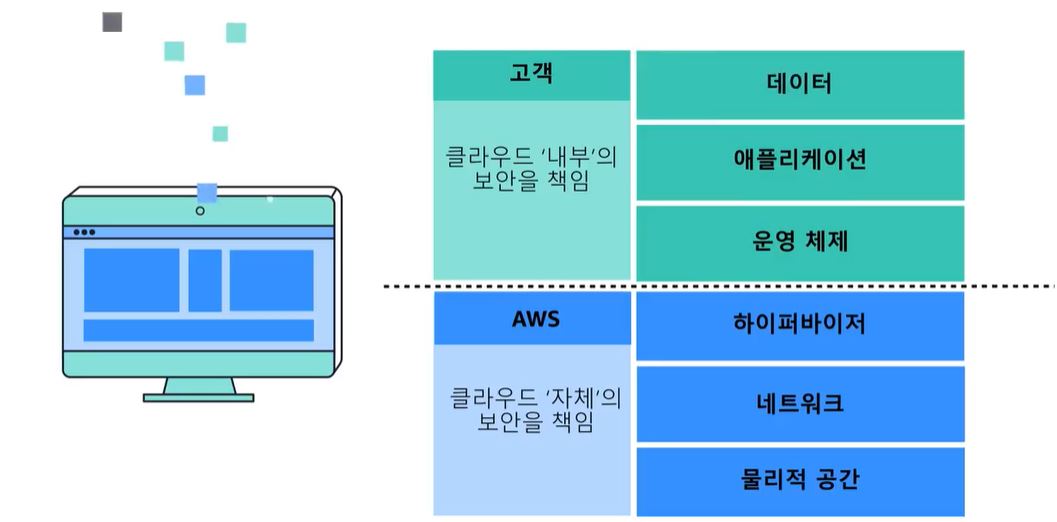 고객
클라우드 ‘내부’의
보안을 책임
데이터
애플리케이션
운영 체제
AWS
클라우드 ‘자체’의
보안을 책임
하이퍼바이저
네트워크
물리적 공간